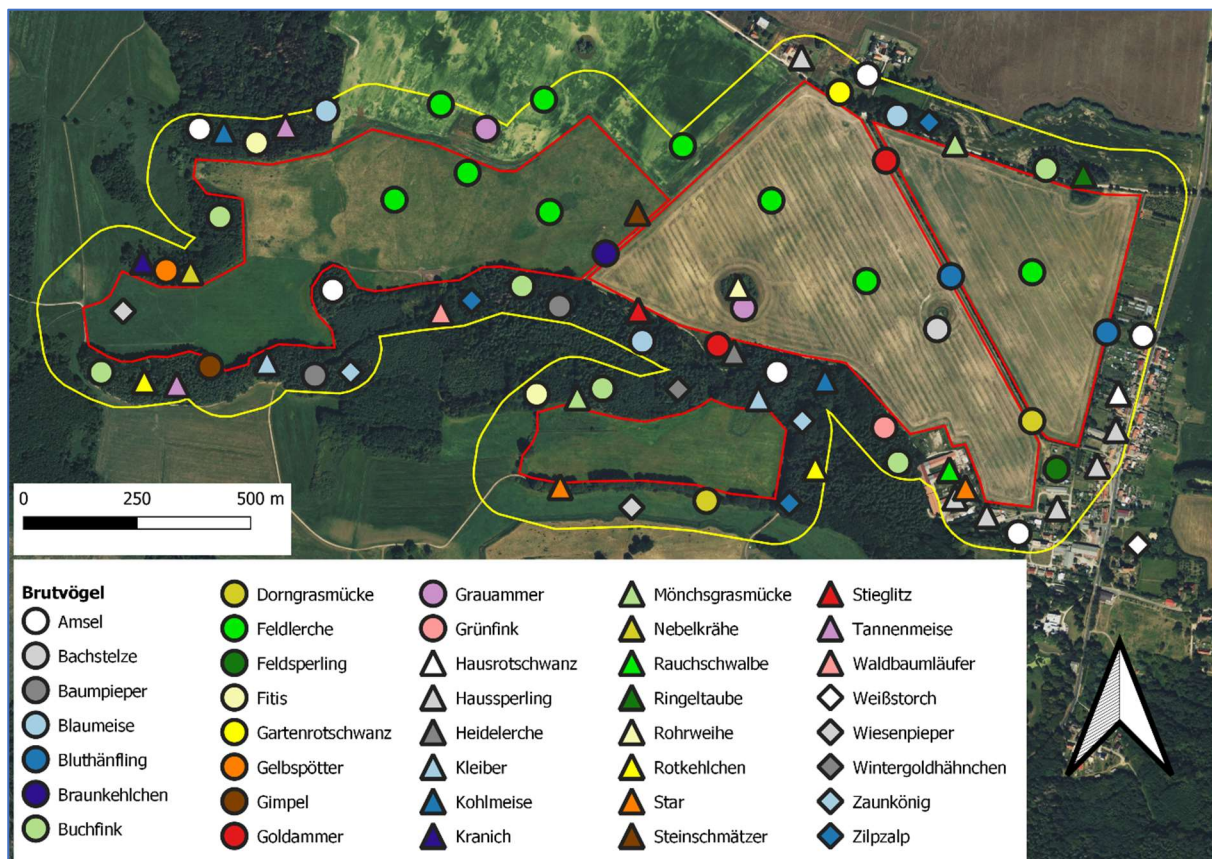 0 250 500 m
Brutvögel
Amsel
Bachstelze
Baumpieper
Blaumeise
Bluthänfling
Braunkehlchen
Buchfink
Dorngrasmücke
Feldlerche
Feldsperling
Fitis
Gartenrotschwanz
Gelbspötter
Gimpel
Goldammer
Grauammer
Grünfink
Hausrotschwanz
Haussperling
Heidelerche
Kleiber
Kohlmeise
Kranich
Mönchsgrasmücke
Nebelkrähe
Rauchschwalbe
Ringeltaube
Rohrweihe
Rotkehlchen
Star
Steinschmätzer
Stieglitz
Tannenmeise
Waldbaumläufer
Weißstorch
Wiesenpieper
Wintergoldhähnchen
Zaunkönig
Zilpzalp